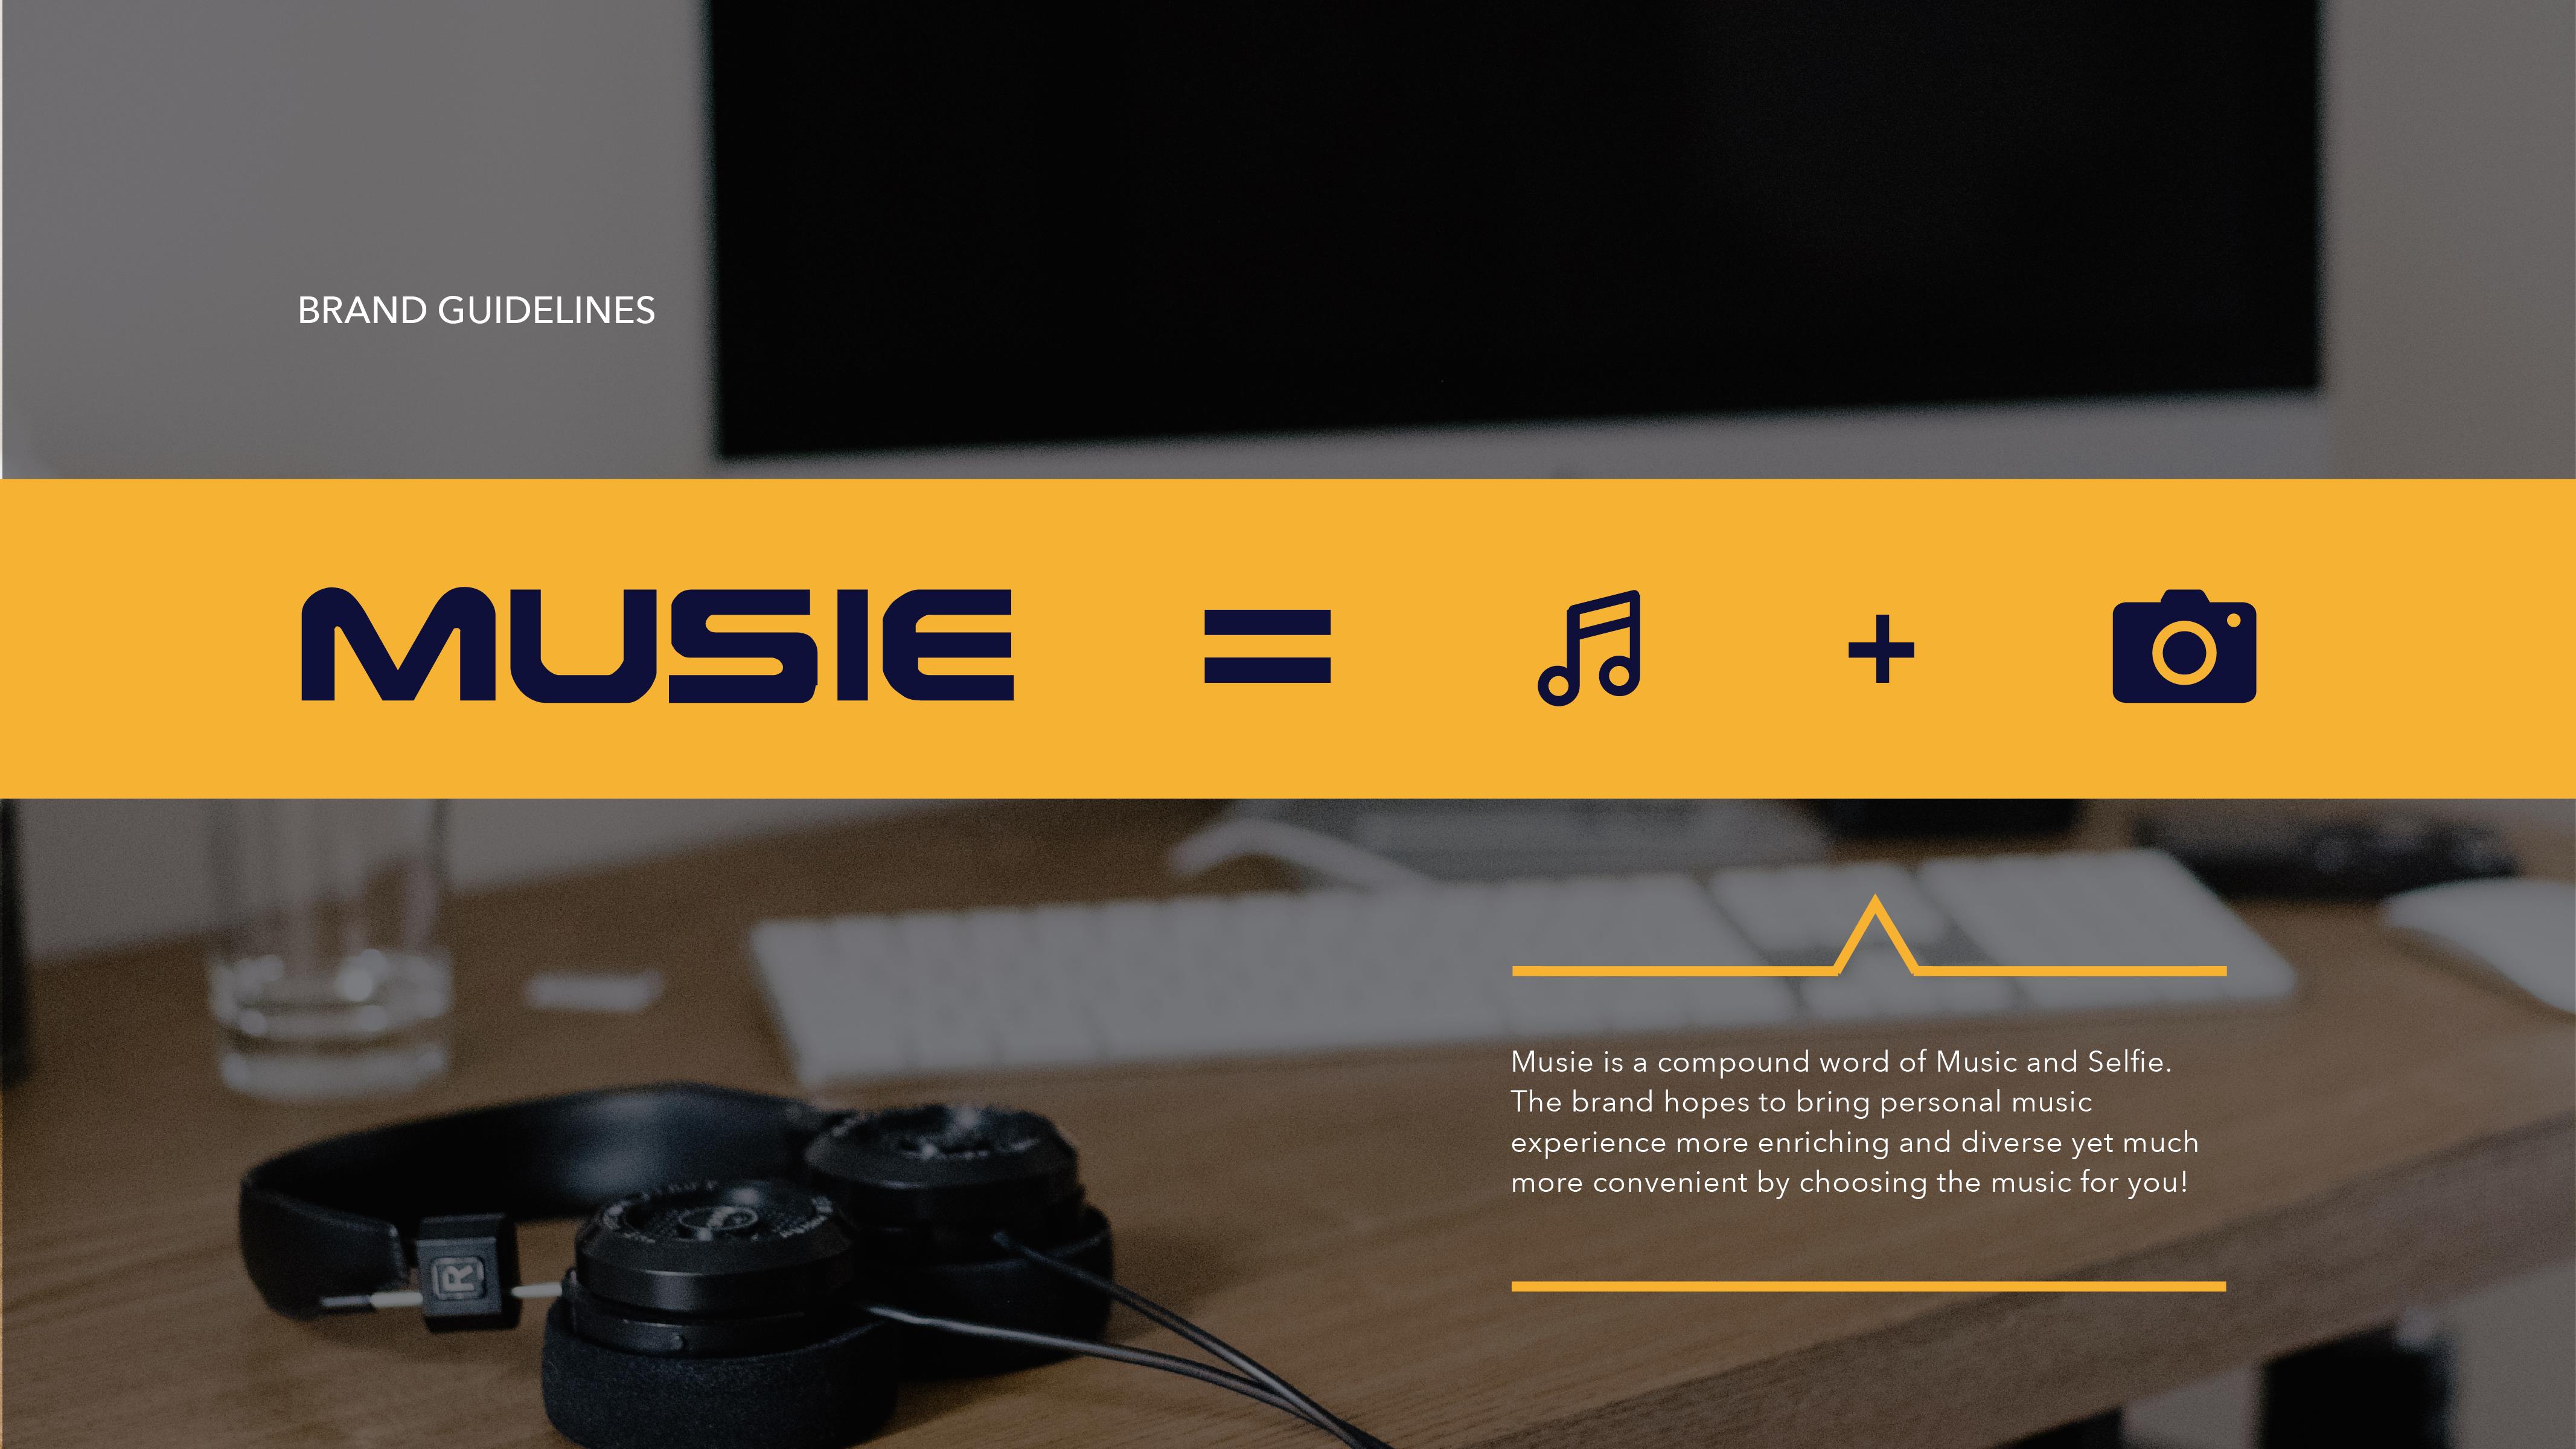 BRAND GUIDELINES
MUSIE = +
Musie is a compound word of Music and Selfie.
The brand hopes to bring personal music
experience more enriching and diverse yet much
more convenient by choosing the music for you!
R